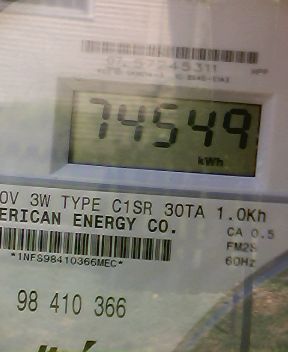 74549
kWh
0V 3W TYPE C1SR 30TA 1.0Kh
ERICAN ENERGY CO.
CA 0.5
FM2S
60Hz
*INFS98410366MEC*
98 410 366